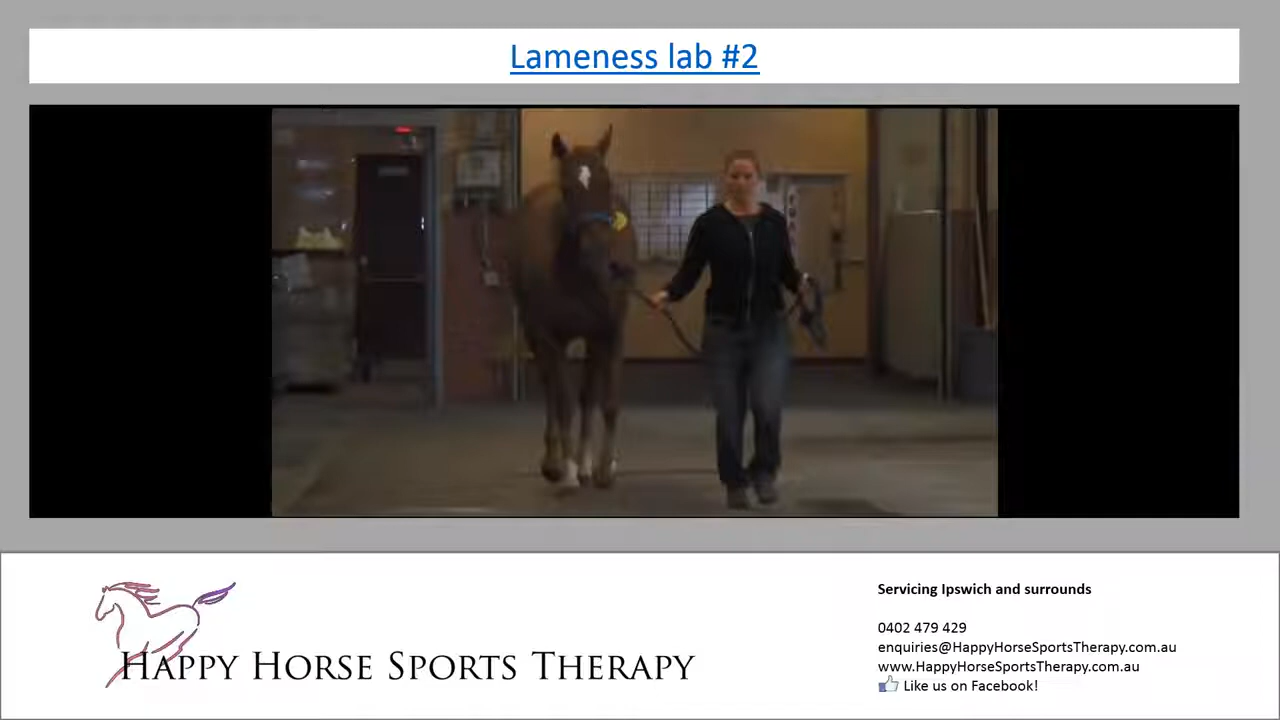 Lameness lab #2
HAPPY HORSE SPORTS THERAPY
Servicing Ipswich and surrounds
0402 479 429
enquiries@HappyHorseSportsTherapy.com.au
www.HappyHorseSportsTherapy.com.au
Like us on Facebook!